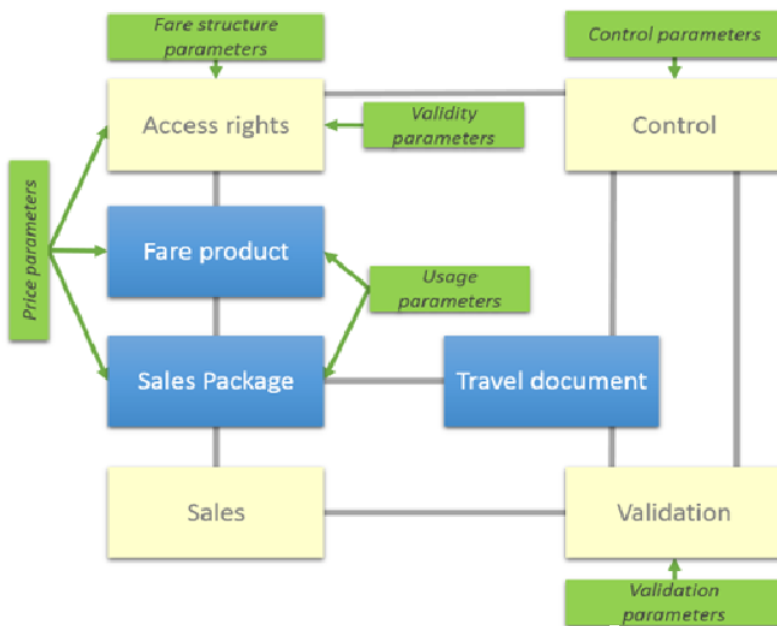 Fare structure
parameters
Control parameters
Access rights
Validity
parameters
Control
Price parameters
Fare product
Usage
parameters
Sales Package
Travel document
Sales
Validation
Validation
parameters